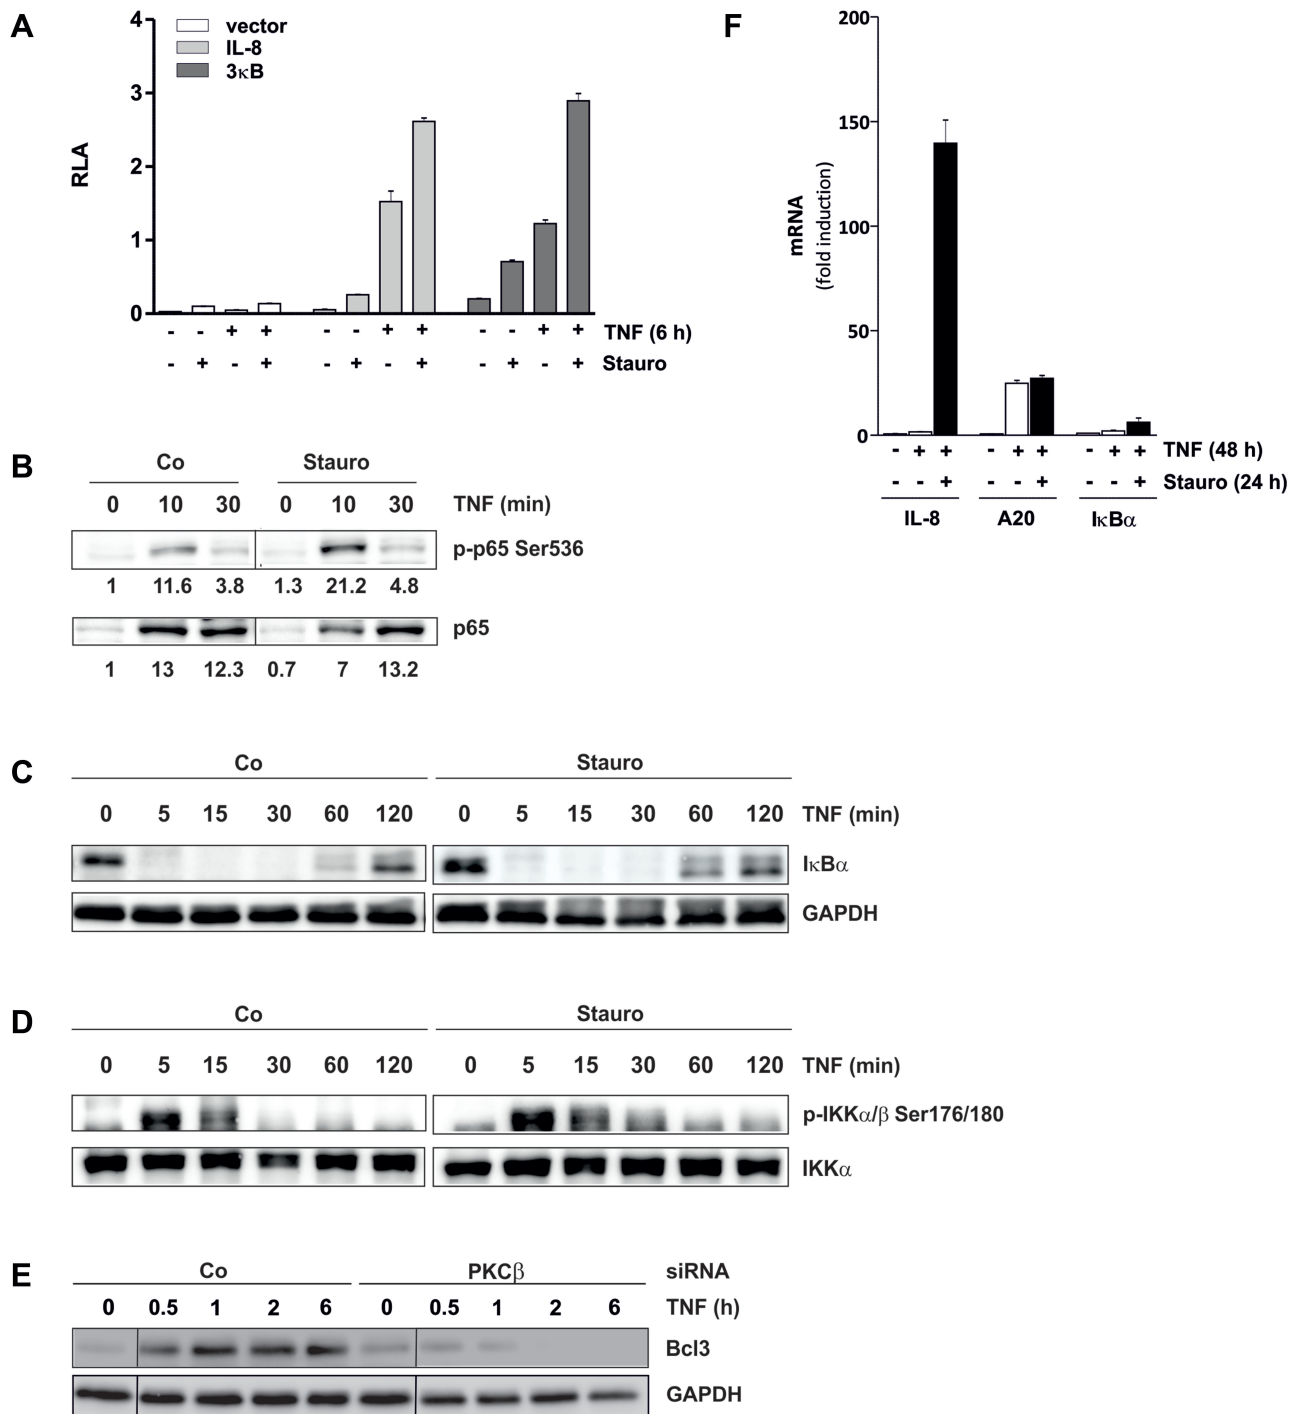 A
4
3
2
1
0
RLA
vector
IL-8
3κB
- - + + - - + + - - + + TNF (6 h)
- + - + - + - + - + - + Stauro
F
200
150
100
50
0
mRNA
(fold induction)
- + + - + + - + + TNF (48 h)
- - + - - + - - + Stauro (24 h)
IL-8 A20 IκBα
B
Co Stauro
0 10 30 0 10 30 TNF (min)
p-p65 Ser536
1 11.6 3.8 1.3 21.2 4.8
p65
1 13 12.3 0.7 7 13.2
C
Co Stauro
0 5 15 30 60 120 0 5 15 30 60 120 TNF (min)
IκBα
GAPDH
D
Co Stauro
0 5 15 30 60 120 0 5 15 30 60 120 TNF (min)
p-IKKα/β Ser176/180
IKKα
E
Co PKCβ siRNA
0 0.5 1 2 6 0 0.5 1 2 6 TNF (h)
Bcl3
GAPDH